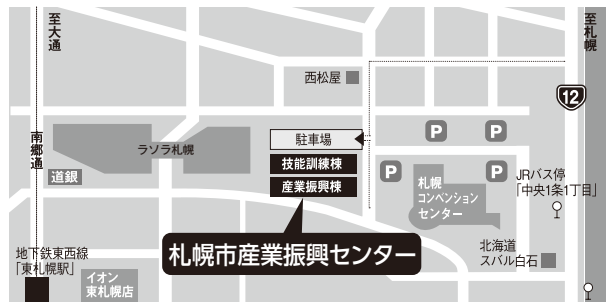 至大通
至札幌
西松屋
12
南郷通
ラソラ札幌
駐車場
P
P
技能訓練棟
道銀
産業振興棟
P
P
札幌
コンベンション
センター
JRバス停
「中央1条1丁目」
札幌市産業振興センター
地下鉄東西線
「東札幌駅」
イオン
東札幌店
北海道
スバル白石